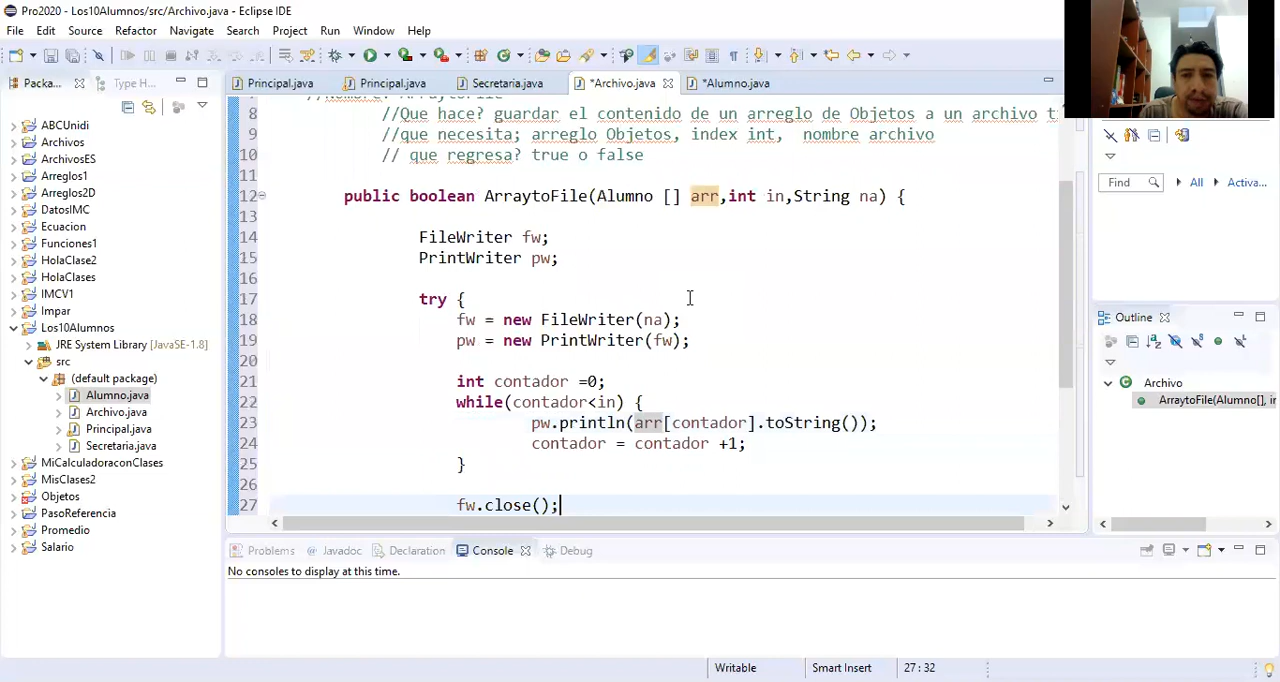 Pro2020 - Los10Alumnos/src/Archivo.java - Eclipse IDE
File Edit Source Refactor Navigate Search Project Run Window Help
Packa... Type H...
Principal.java Principal.java Secretaria.java *Archivo.java *Alumno.java
ABCUnidi
Archivos
ArchivosES
Arreglos1
Arreglos2D
DatosIMC
Ecuacion
Funciones1
HolaClase2
HolaClases
IMCV1
Impar
Los10Alumnos
JRE System Library [JavaSE-1.8]
src
(default package)
Alumno.java
Archivo.java
Principal.java
Secretaria.java
MiCalculadoraconClases
MisClases2
Objetos
PasoReferencia
Promedio
Salario
8 //Que hace? guardar el contenido de un arreglo de Objetos a un archivo
9 //que necesita; arreglo Objetos, index int, nombre archivo
10 // que regresa? true o false
11
12 public boolean ArraytoFile(Alumno [] arr,int in,String na) {
13
14 FileWriter fw;
15 PrintWriter pw;
16
17 try {
18 fw = new FileWriter(na);
19 pw = new PrintWriter(fw);
20
21 int contador =0;
22 while(contador<in) {
23 pw.println(arr[contador].toString());
24 contador = contador +1;
25 }
26
27 fw.close();
Find All Activa...
Outline
Archivo
ArraytoFile(Alumno[], in
Problems @ Javadoc Declaration Console Debug
No consoles to display at this time.
Writable Smart Insert 27 : 32